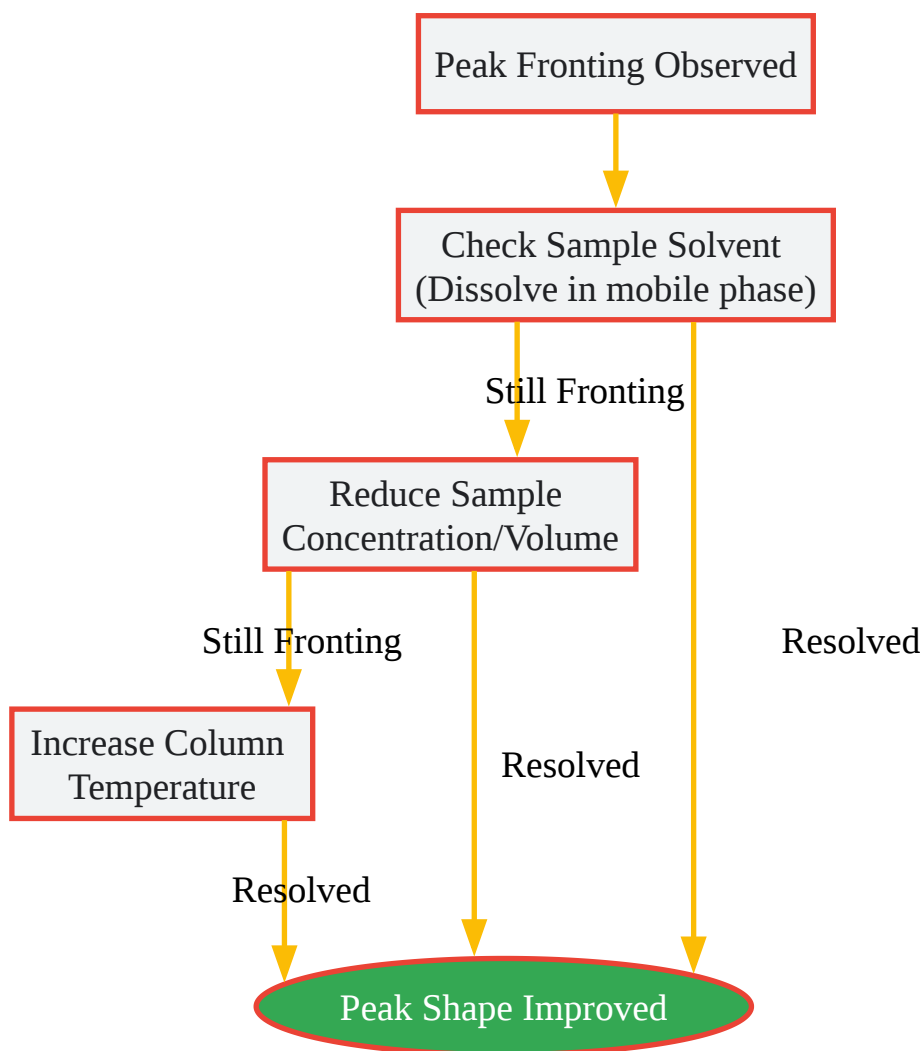 Peak Fronting Observed
Check Sample Solvent
(Dissolve in mobile phase)
Still Fronting
Reduce Sample
Concentration/Volume
Still Fronting
Resolved
Increase Column
Temperature
Resolved
Resolved
Peak Shape Improved